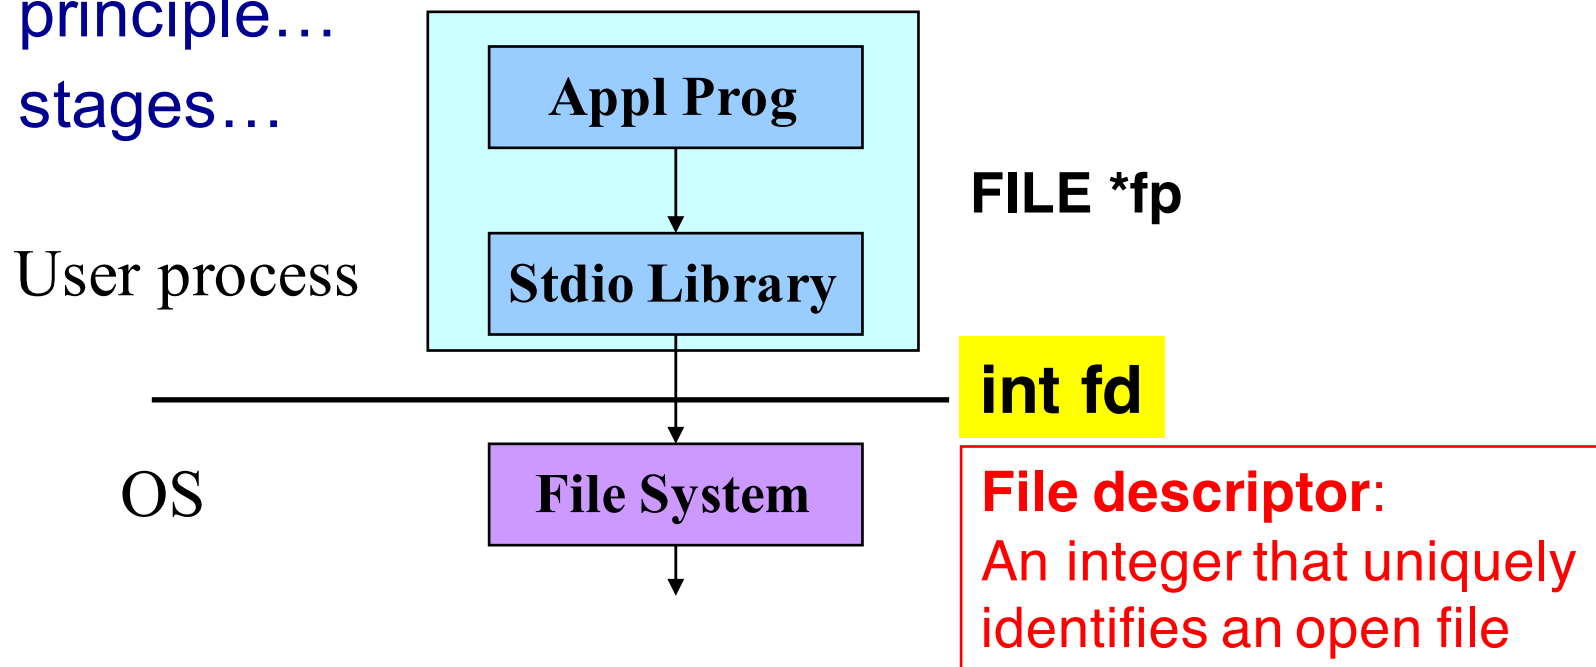 principle…
stages…
Appl Prog
FILE *fp
User process
Stdio Library
int fd
OS
File System
File descriptor:
An integer that uniquely
identifies an open file